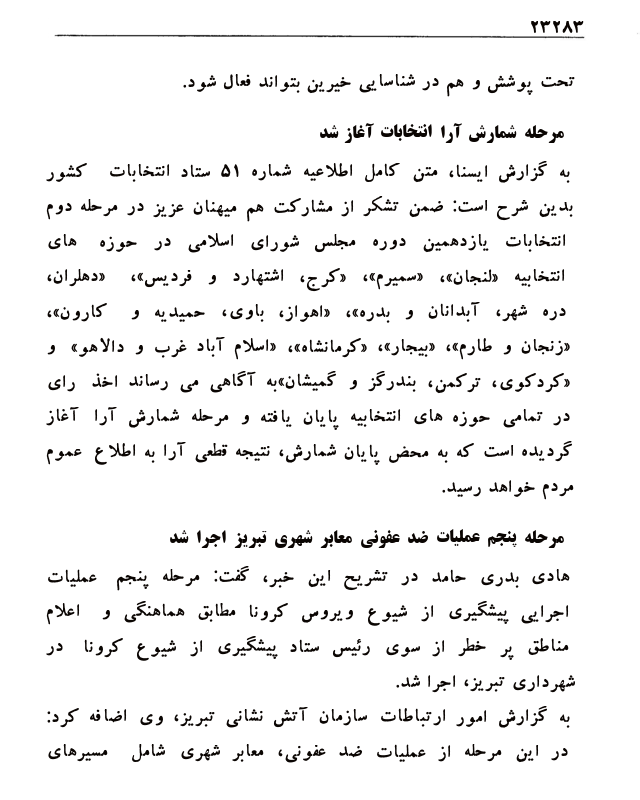 ۲۳۲۸۳
تحت پوشش و هم در شناسایی خیرین بتواند فعال شود.
مرحله شمارش آرا انتخابات آغاز شد
به گزارش ایسنا، متن کامل اطلاعیه شماره ۵۱ ستاد انتخابات کشور
بدین شرح است: ضمن تشکر از مشارکت هم میهنان عزیز در مرحله دوم
انتخابات یازدهمین دوره مجلس شورای اسلامی در حوزه های
انتخابیه «لنجان»، «سمیرم»، «کرج، اشتهارد و فردیس»، «دهلران،
دره شهر، آبدانان و بدره»، «اهواز، باوی، حمیدیه و کارون»،
«زنجان و طارم»، «بیجار»، «کرمانشاه»، «اسلام آباد غرب و دالاهو» و
«کردکوی، ترکمن، بندرگز و گمیشان»به آگاهی می رساند اخذ رای
در تمامی حوزه های انتخابیه پایان یافته و مرحله شمارش آرا آغاز
گردیده است که به محض پایان شمارش، نتیجه قطعی آرا به اطلاع عموم
مردم خواهد رسید.
مرحله پنجم عملیات ضد عفونی معابر شهری تبریز اجرا شد
هادی بدری حامد در تشریح این خبر، گفت: مرحله پنجم عملیات
اجرایی پیشگیری از شیوع ویروس کرونا مطابق هماهنگی و اعلام
مناطق پر خطر از سوی رئیس ستاد پیشگیری از شیوع کرونا در
شهرداری تبریز، اجرا شد.
به گزارش امور ارتباطات سازمان آتش نشانی تبریز، وی اضافه کرد:
در این مرحله از عملیات ضد عفونی، معابر شهری شامل مسیرهای